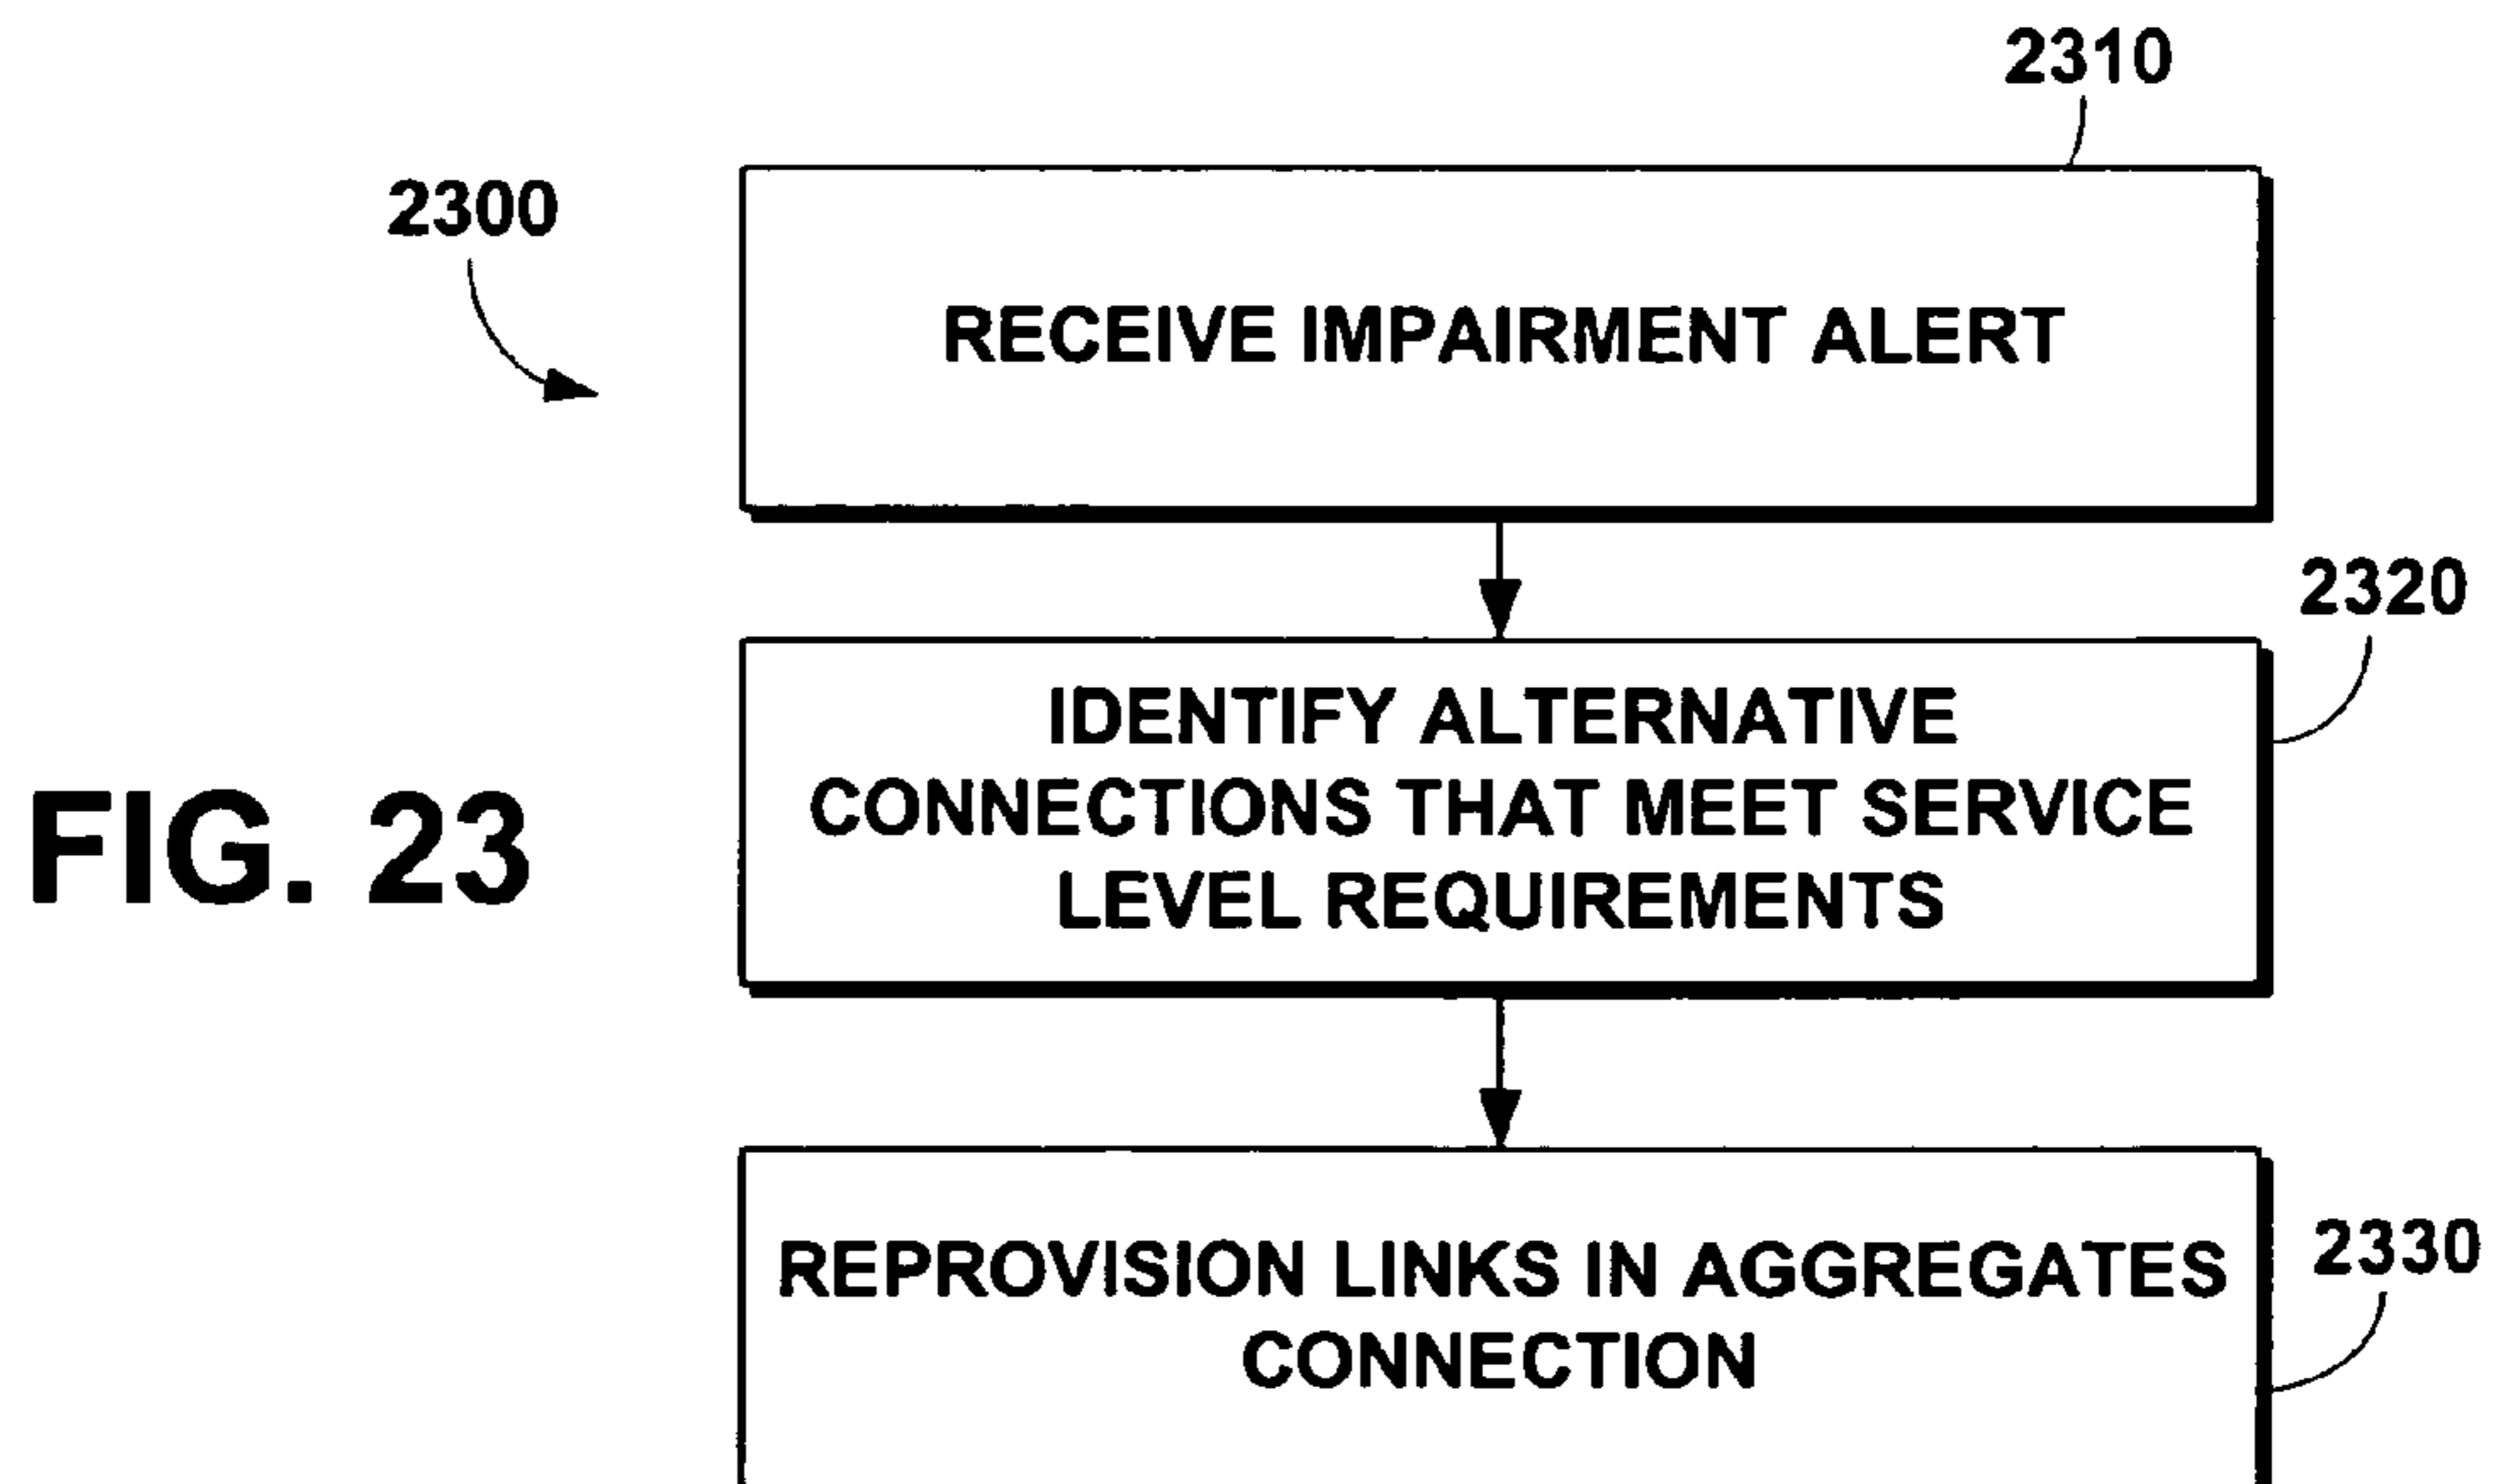 2310
2300
RECEIVE IMPAIRMENT ALERT
2320
IDENTIFY ALTERNATIVE
CONNECTIONS THAT MEET SERVICE
LEVEL REQUIREMENTS
FIG. 23
2330
REPROVISION LINKS IN AGGREGATES
CONNECTION